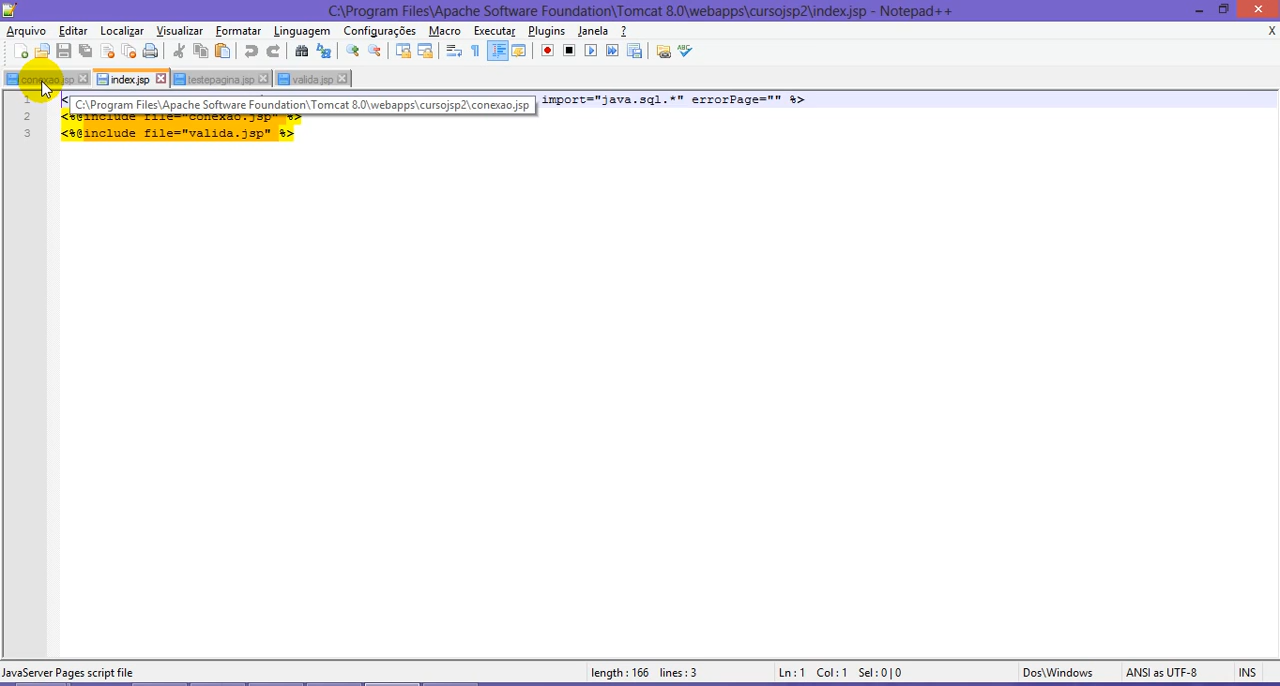 C:\Program Files\Apache Software Foundation\Tomcat 8.0\webapps\cursojsp2\index.jsp - Notepad++
Arquivo Editar Localizar Visualizar Formatar Linguagem Configurações Macro Executar Plugins Janela ? X
conexao.jsp index.jsp testepagina.jsp valida.jsp
1 < import="java.sql.*" errorPage="" %>
C:\Program Files\Apache Software Foundation\Tomcat 8.0\webapps\cursojsp2\conexao.jsp
2 <%@include file="conexao.jsp" %>
3 <%@include file="valida.jsp" %>
JavaServer Pages script file length : 166 lines : 3 Ln : 1 Col : 1 Sel : 0 | 0 Dos\Windows ANSI as UTF-8 INS